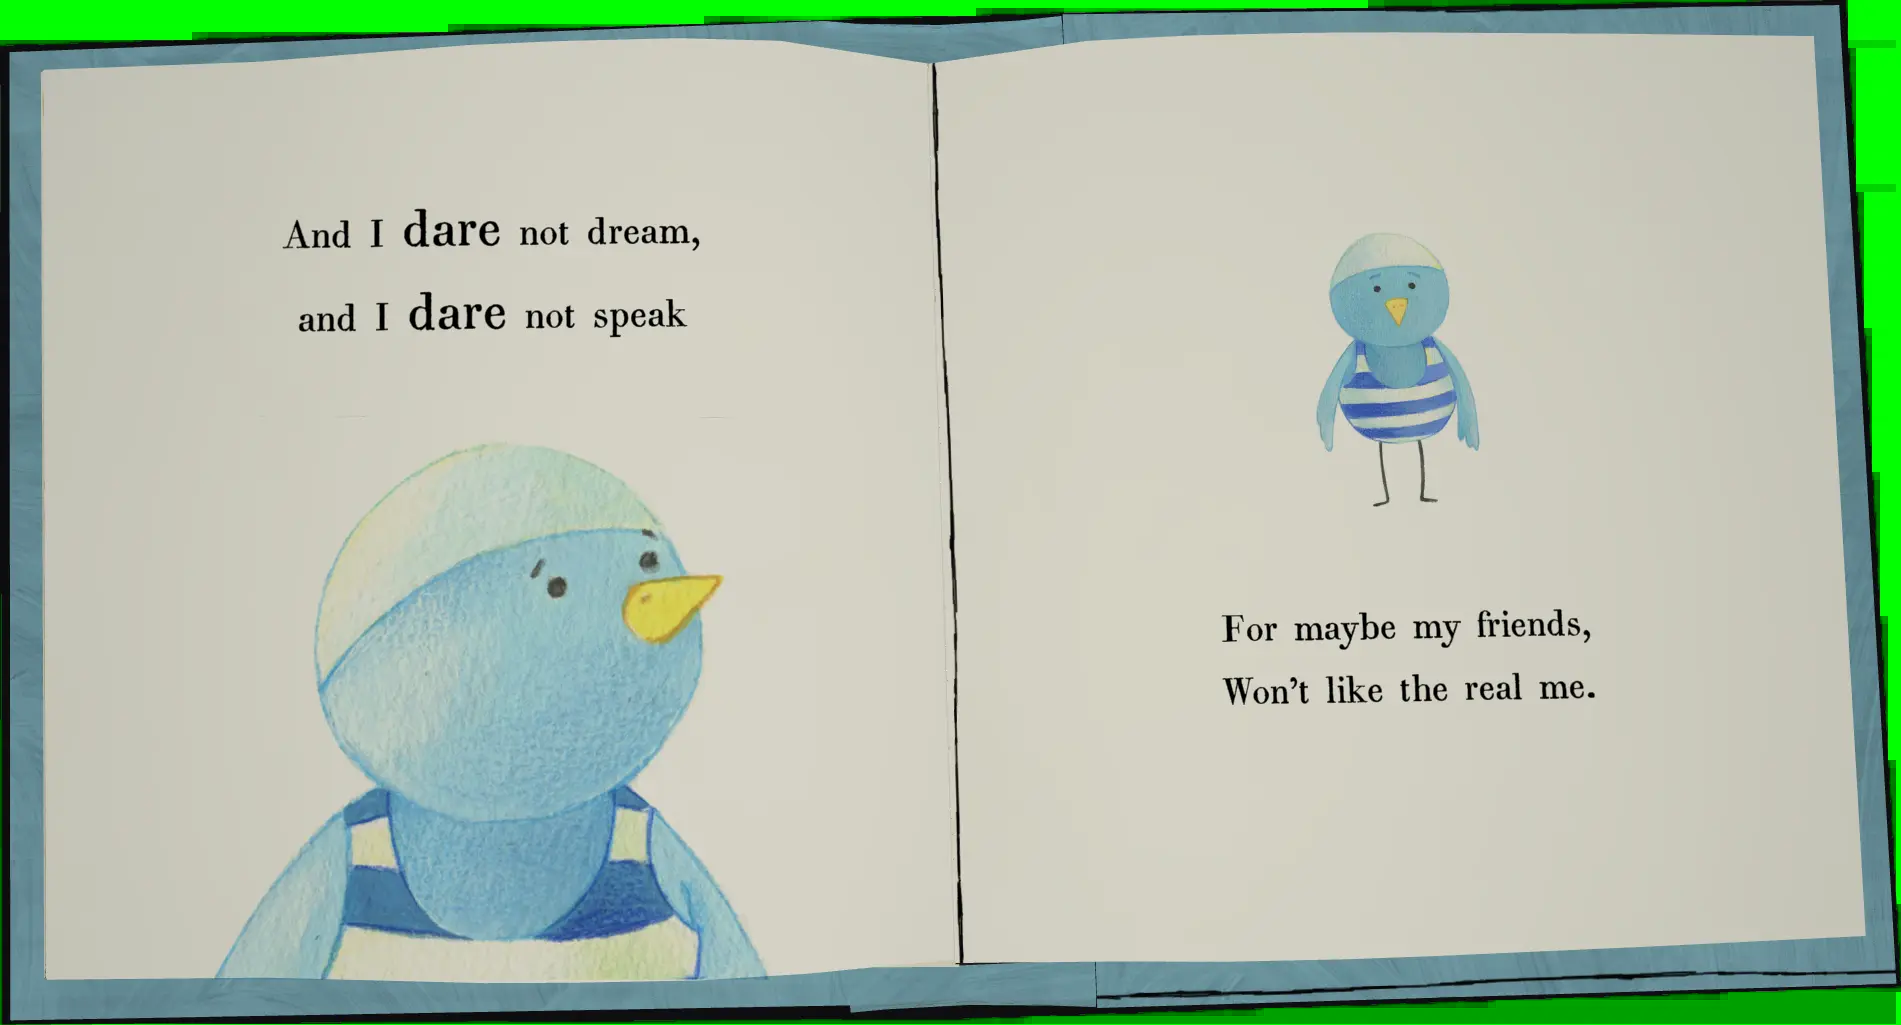 And I dare not dream,
and I dare not speak
For maybe my friends,
Won't like the real me.